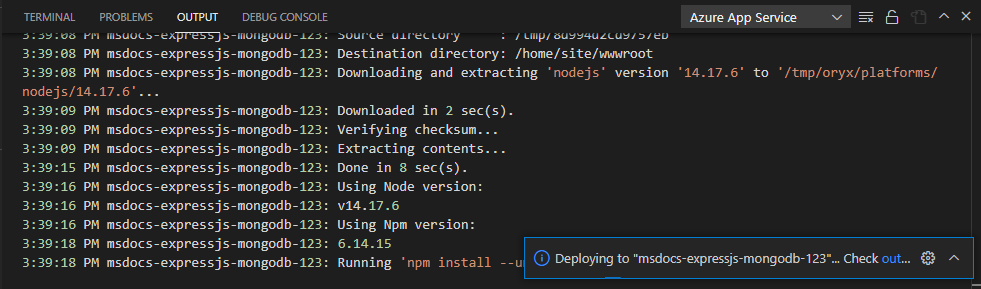 TERMINAL PROBLEMS OUTPUT DEBUG CONSOLE Azure App Service
3:39:08 PM msdocs-expressjs-mongodb-123: Source directory : /tmp/8d994d2cd9757eb
3:39:08 PM msdocs-expressjs-mongodb-123: Destination directory: /home/site/wwwroot
3:39:08 PM msdocs-expressjs-mongodb-123: Downloading and extracting 'nodejs' version '14.17.6' to '/tmp/oryx/platforms/
nodejs/14.17.6'...
3:39:09 PM msdocs-expressjs-mongodb-123: Downloaded in 2 sec(s).
3:39:09 PM msdocs-expressjs-mongodb-123: Verifying checksum...
3:39:09 PM msdocs-expressjs-mongodb-123: Extracting contents...
3:39:15 PM msdocs-expressjs-mongodb-123: Done in 8 sec(s).
3:39:16 PM msdocs-expressjs-mongodb-123: Using Node version:
3:39:16 PM msdocs-expressjs-mongodb-123: v14.17.6
3:39:16 PM msdocs-expressjs-mongodb-123: Using Npm version:
3:39:18 PM msdocs-expressjs-mongodb-123: 6.14.15
3:39:18 PM msdocs-expressjs-mongodb-123: Running 'npm install
Deploying to "msdocs-expressjs-mongodb-123"... Check out...